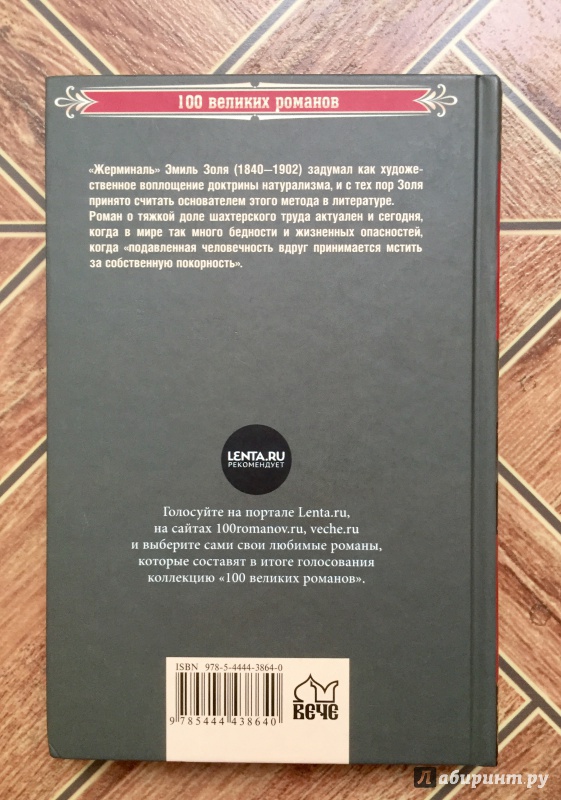 100 великих романов
«Жерминаль» Эмиль Золя (1840—1902) задумал как художе-
ственное воплощение доктрины натурализма, и с тех пор Золя
принято считать основателем этого метода в литературе.
Роман о тяжкой доле шахтерского труда актуален и сегодня,
когда в мире так много бедности и жизненных опасностей,
когда «подавленная человечность вдруг принимается мстить
за собственную покорность».
LENTA.RU
РЕКОМЕНДУЕТ
Голосуйте на портале Lenta.ru,
на сайтах 100romanov.ru, veche.ru
и выберите сами свои любимые романы,
которые составят в итоге голосования
коллекцию «100 великих романов».
ISBN 978-5-4444-3864-0
9 785444 438640
ВЕЧЕ
Лабиринт.ру